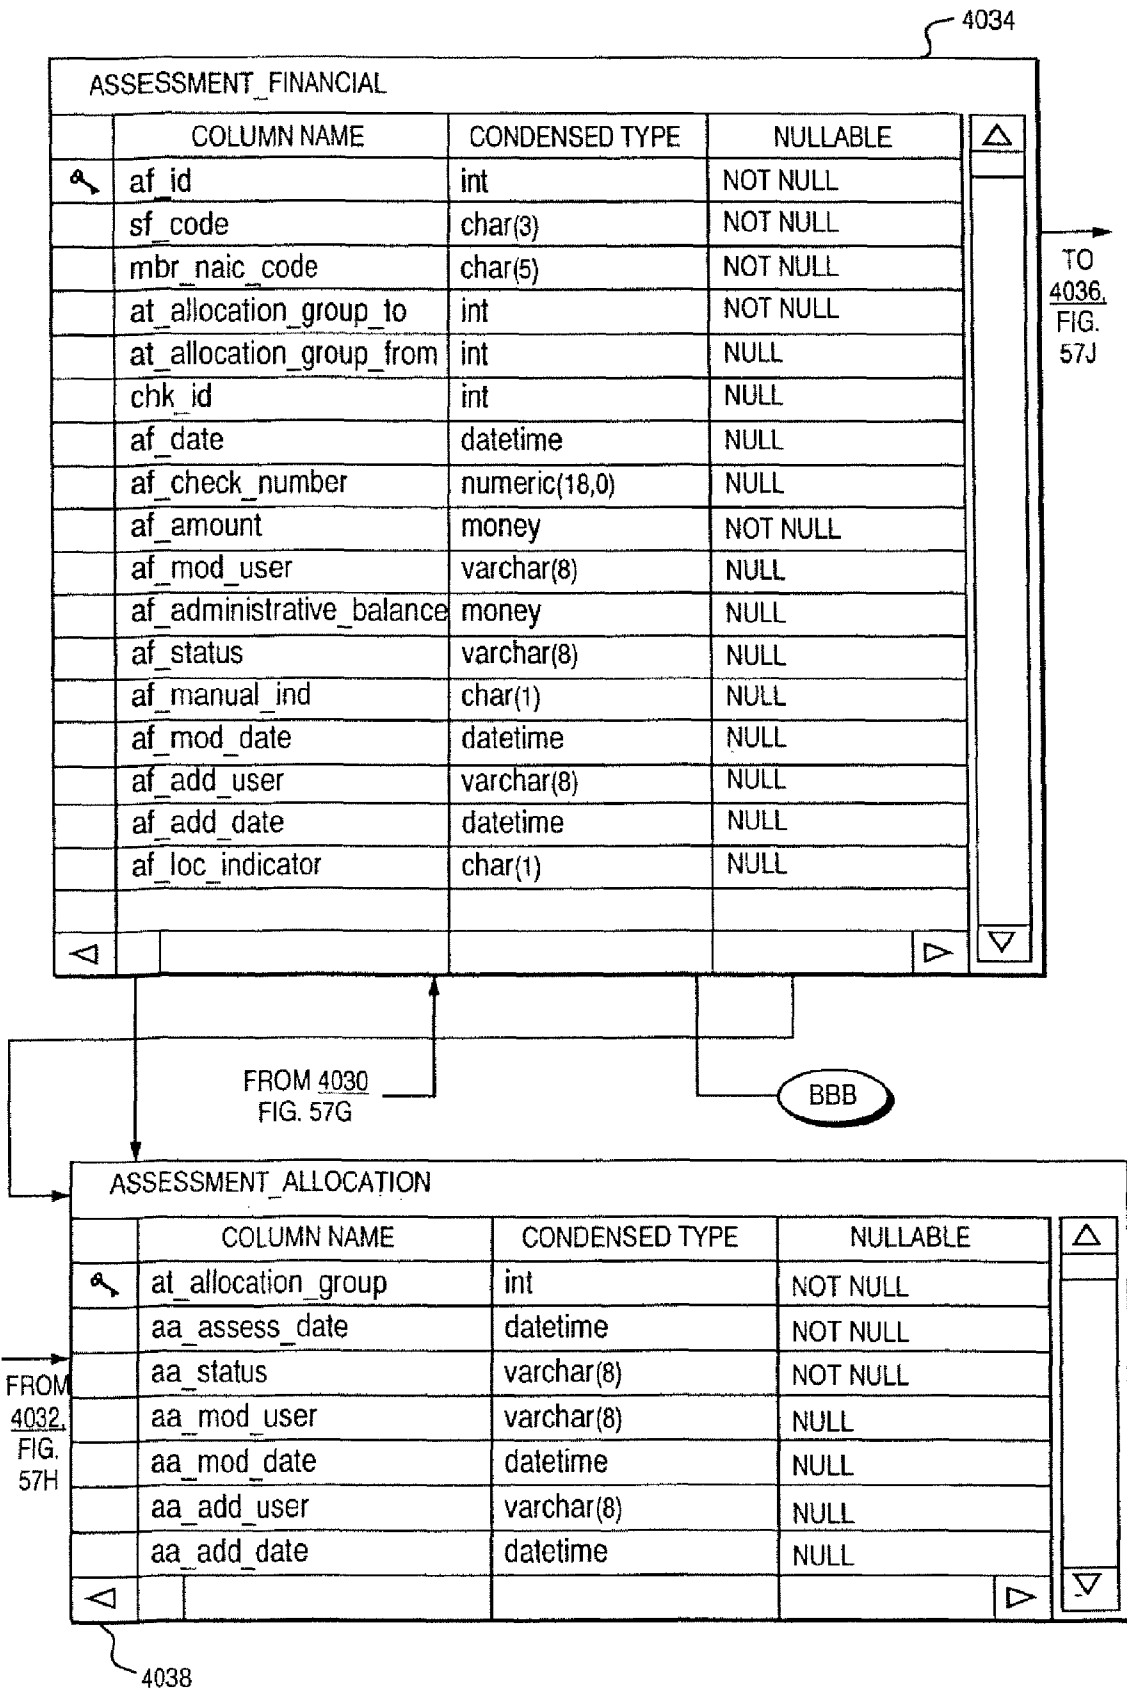 4034
ASSESSMENT_FINANCIAL
COLUMN NAME CONDENSED TYPE NULLABLE
af_id int NOT NULL
sf_code char(3) NOT NULL
mbr_naic_code char(5) NOT NULL
at_allocation_group_to int NOT NULL
at_allocation_group_from int NULL
chk_id int NULL
af_date datetime NULL
af_check_number numeric(18,0) NULL
af_amount money NOT NULL
af_mod_user varchar(8) NULL
af_administrative_balance money NULL
af_status varchar(8) NULL
af_manual_ind char(1) NULL
af_mod_date datetime NULL
af_add_user varchar(8) NULL
af_add_date datetime NULL
af_loc_indicator char(1) NULL
TO
4036,
FIG.
57J
FROM 4030
FIG. 57G
BBB
ASSESSMENT_ALLOCATION
COLUMN NAME CONDENSED TYPE NULLABLE
at_allocation_group int NOT NULL
aa_assess_date datetime NOT NULL
aa_status varchar(8) NOT NULL
aa_mod_user varchar(8) NULL
aa_mod_date datetime NULL
aa_add_user varchar(8) NULL
aa_add_date datetime NULL
FROM
4032,
FIG.
57H
4038